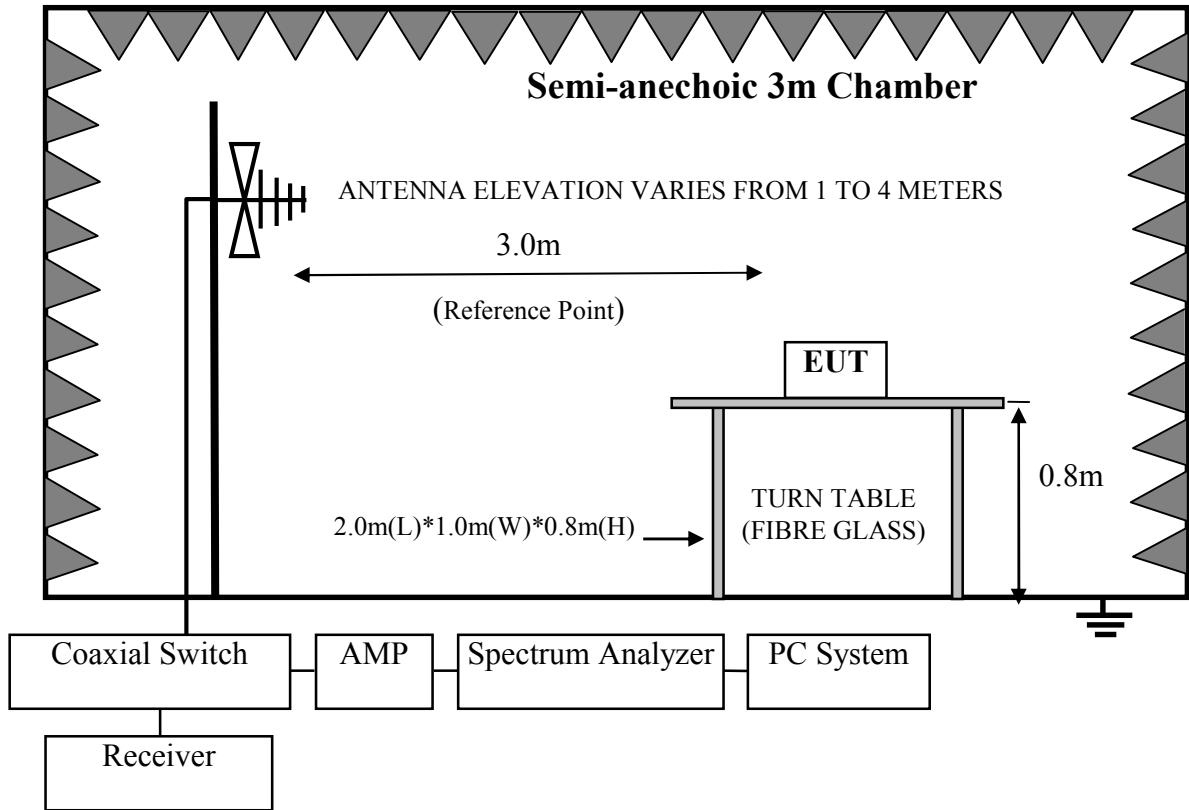 Semi-anechoic 3m Chamber
ANTENNA ELEVATION VARIES FROM 1 TO 4 METERS
3.0m
(Reference Point)
EUT
0.8m
TURN TABLE
(FIBRE GLASS)
2.0m(L)*1.0m(W)*0.8m(H)
Coaxial Switch
AMP
Spectrum Analyzer
PC System
Receiver